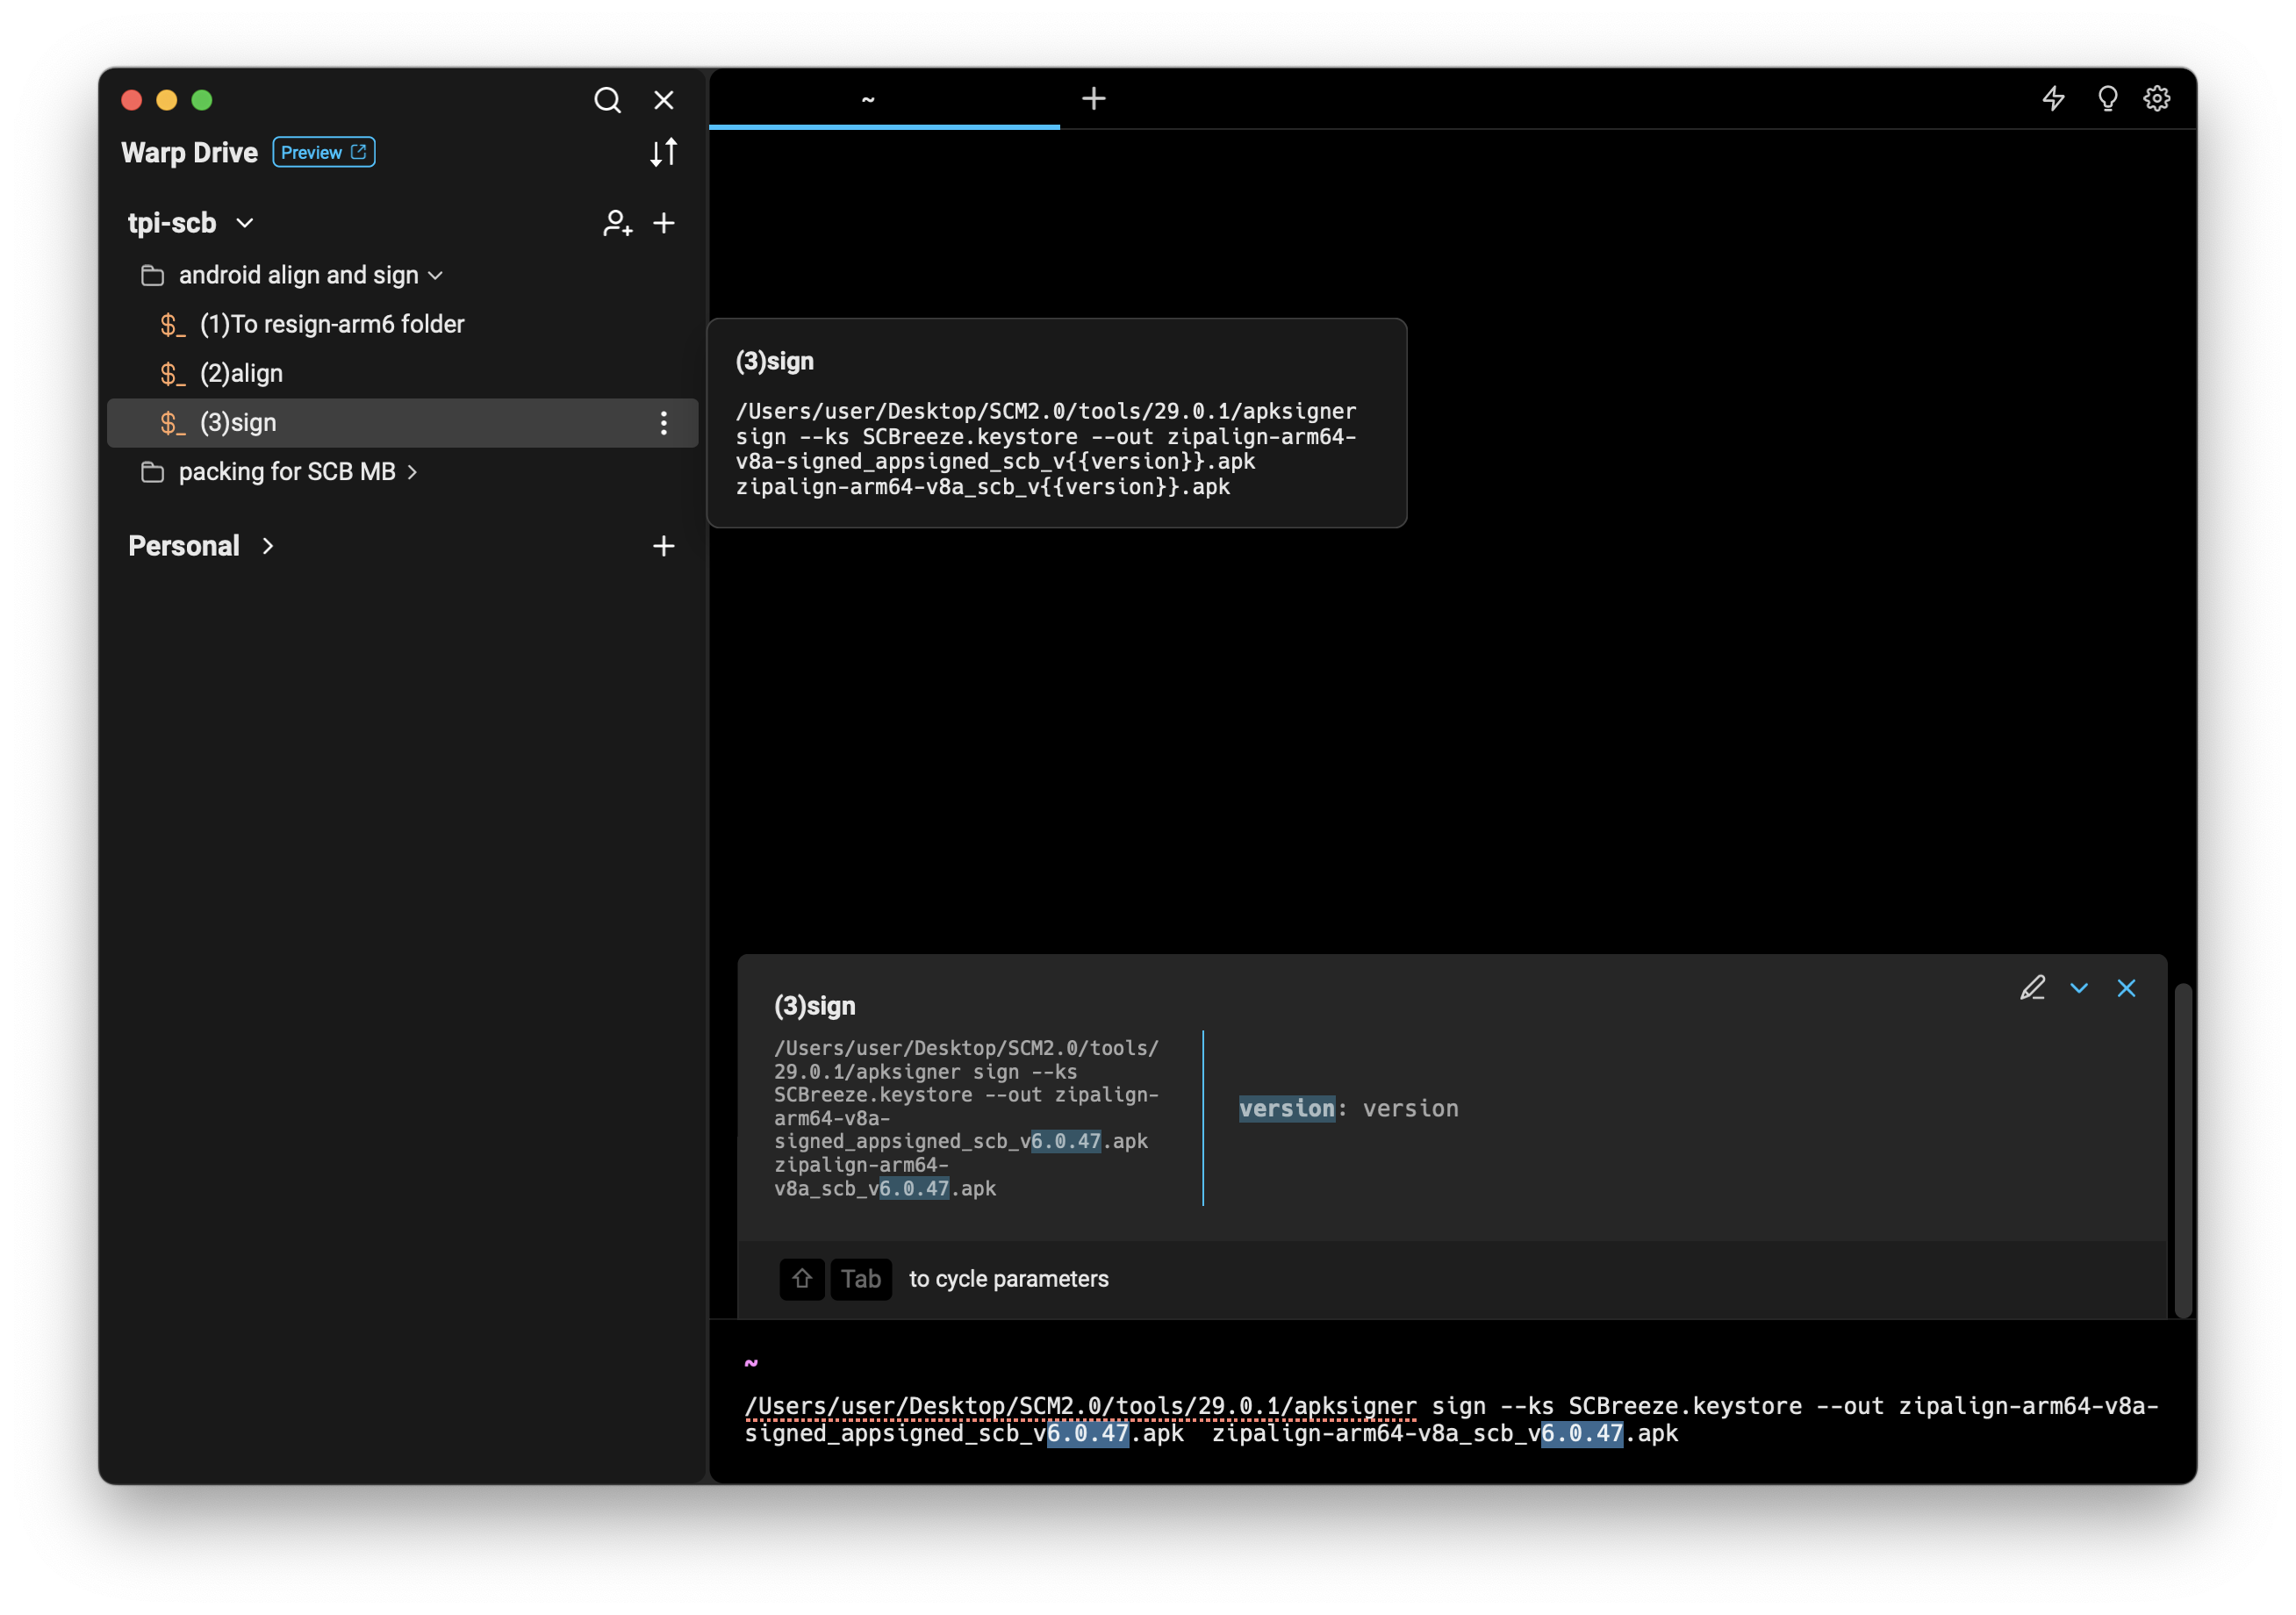 ~
Warp Drive Preview
tpi-scb
android align and sign
$_ (1)To resign-arm6 folder
$_ (2)align
$_ (3)sign
packing for SCB MB
Personal
(3)sign
/Users/user/Desktop/SCM2.0/tools/29.0.1/apksigner
sign --ks SCBreeze.keystore --out zipalign-arm64-
v8a-signed_appsigned_scb_v{{version}}.apk
zipalign-arm64-v8a_scb_v{{version}}.apk
(3)sign
/Users/user/Desktop/SCM2.0/tools/
29.0.1/apksigner sign --ks
SCBreeze.keystore --out zipalign-
arm64-v8a-
signed_appsigned_scb_v6.0.47.apk
zipalign-arm64-
v8a_scb_v6.0.47.apk
version: version
Tab to cycle parameters
~
/Users/user/Desktop/SCM2.0/tools/29.0.1/apksigner sign --ks SCBreeze.keystore --out zipalign-arm64-v8a-
signed_appsigned_scb_v6.0.47.apk  zipalign-arm64-v8a_scb_v6.0.47.apk